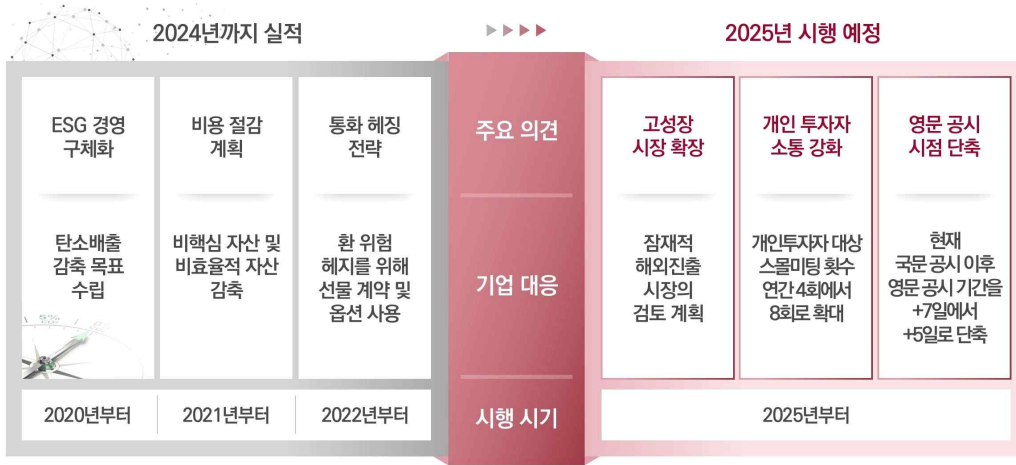 2024년까지 실적
2025년 시행 예정
ESG 경영
구체화
비용 절감
계획
통화 헤징
전략
주요 의견
고성장
시장 확장
개인 투자자
소통 강화
영문 공시
시점 단축
탄소배출
감축 목표
수립
비핵심 자산 및
비효율적 자산
감축
환 위험
헤지를 위해
선물 계약 및
옵션 사용
기업 대응
잠재적
해외진출
시장의
검토 계획
개인투자자 대상
스몰미팅 횟수
연간 4회에서
8회로 확대
현재
국문 공시 이후
영문 공시 기간을
+7일에서
+5일로 단축
2020년부터
2021년부터
2022년부터
시행 시기
2025년부터